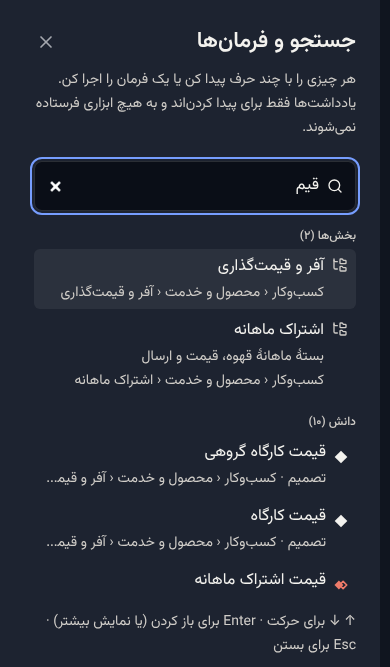 جستجو و فرمان‌ها
هر چیزی را با چند حرف پیدا کن یا یک فرمان را اجرا کن.
یادداشت‌ها فقط برای پیدا کردن‌اند و به هیچ ابزاری فرستاده
نمی‌شوند.
قیم
بخش‌ها (۲)
آفر و قیمت‌گذاری
کسب‌وکار › محصول و خدمت › آفر و قیمت‌گذاری
اشتراک ماهانه
بستهٔ ماهانهٔ قهوه، قیمت و ارسال
کسب‌وکار › محصول و خدمت › اشتراک ماهانه
دانش (۱۰)
قیمت کارگاه گروهی
تصمیم · کسب‌وکار › محصول و خدمت › آفر و قیمـ...
قیمت کارگاه
تصمیم · کسب‌وکار › محصول و خدمت › آفر و قیمـ...
قیمت اشتراک ماهانه
↑ ↓ برای حرکت · Enter برای باز کردن (یا نمایش بیشتر) ·
Esc برای بستن